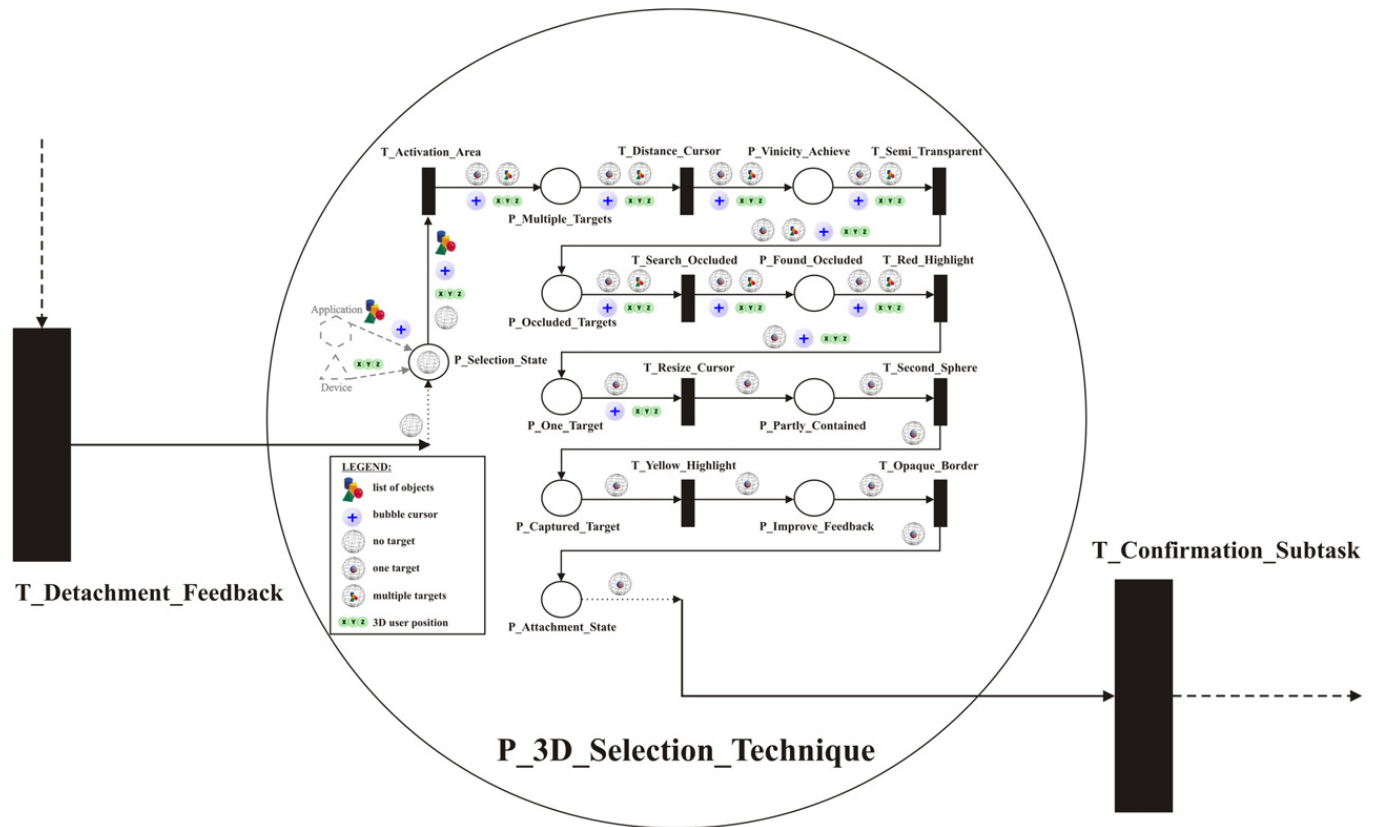 T_Activation_Area
T_Distance_Cursor
P_Vinicity_Achieve
T_Semi_Transparent
X Y Z
X Y Z
X Y Z
X Y Z
P_Multiple_Targets
X Y Z
T_Search_Occluded
P_Found_Occluded
T_Red_Highlight
X Y Z
Application
X Y Z
X Y Z
X Y Z
P_Occluded_Targets
X Y Z
P_Selection_State
X Y Z
Device
T_Resize_Cursor
T_Second_Sphere
X Y Z
P_One_Target
P_Partly_Contained
LEGEND:
list of objects
bubble cursor
no target
one target
multiple targets
X Y Z 3D user position
T_Yellow_Highlight
T_Opaque_Border
P_Captured_Target
P_Improve_Feedback
P_Attachment_State
T_Detachment_Feedback
T_Confirmation_Subtask
P_3D_Selection_Technique